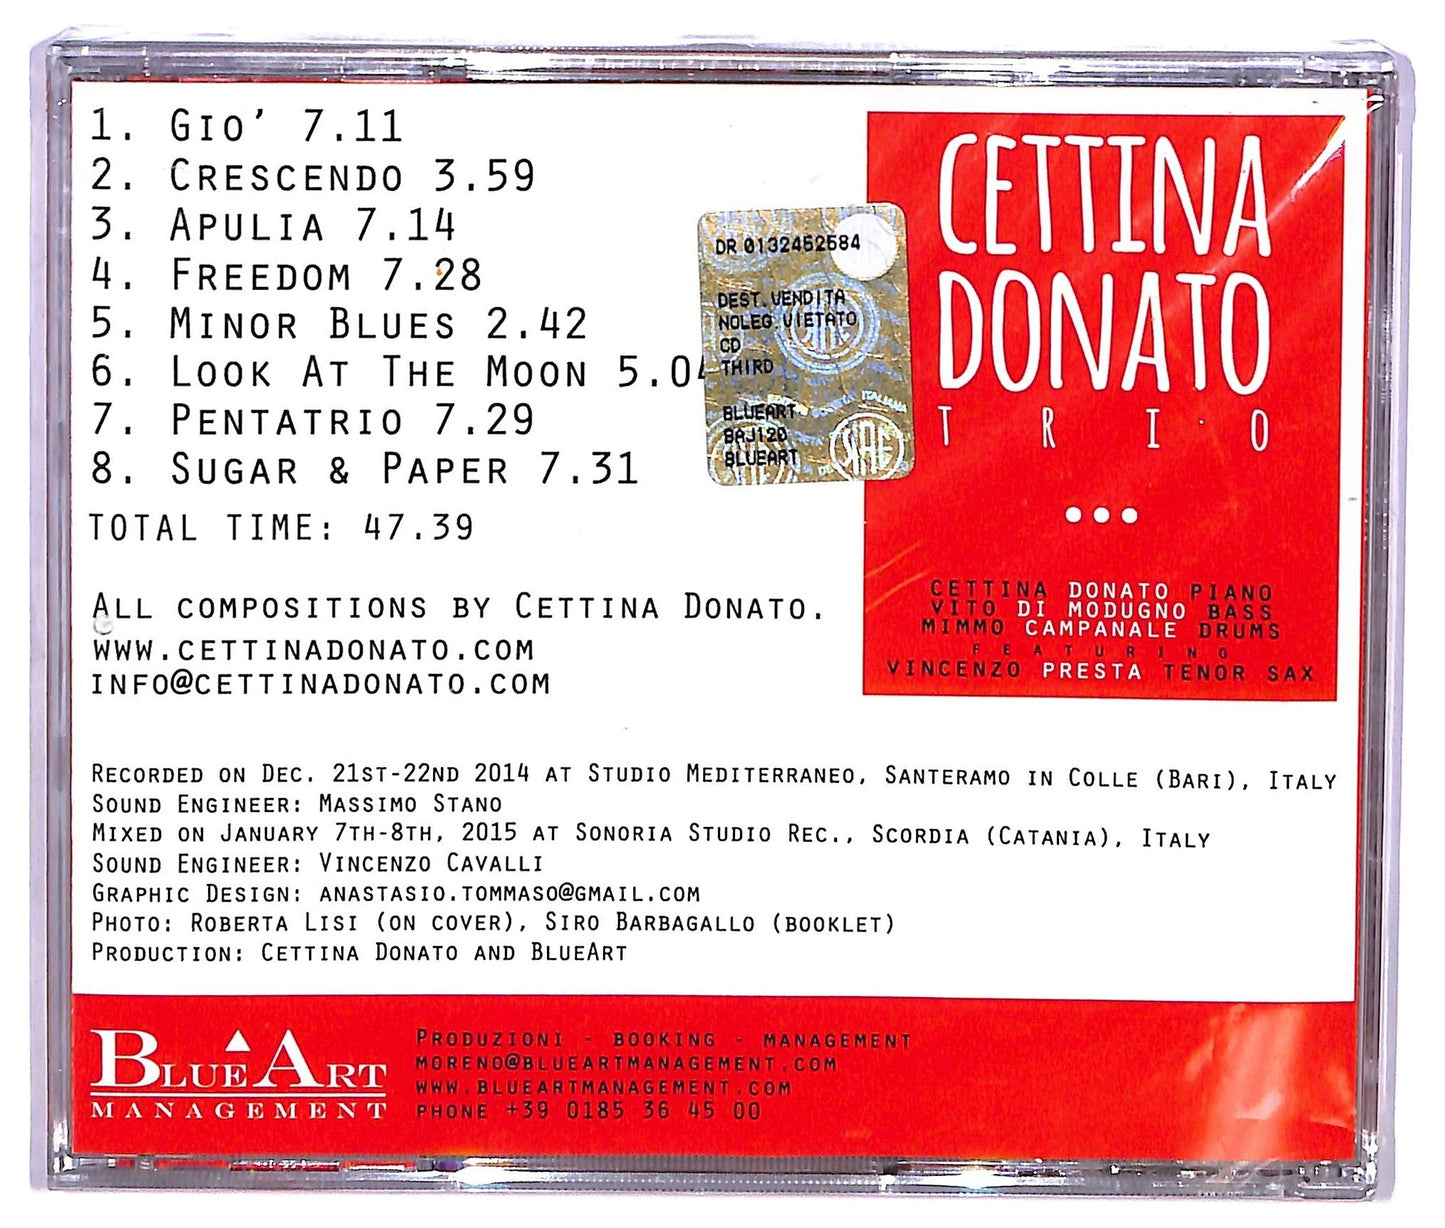 1. Gio' 7.11
2. Crescendo 3.59
3. Apulia 7.14
4. Freedom 7.28
5. Minor Blues 2.42
6. Look At The Moon 5.04
7. Pentatrio 7.29
8. Sugar & Paper 7.31
TOTAL TIME: 47.39
All compositions by Cettina Donato.
www.cettinadonato.com
info@cettinadonato.com
DR 0132452584
DEST.VENDITA
NOLEG.VIETATO
CD
THIRD
BLUEART
BAJ120
BLUEART
SIAE
CETTINA
DONATO
TRIO
CETTINA DONATO PIANO
VITO DI MODUGNO BASS
MIMMO CAMPANALE DRUMS
FEATURING
VINCENZO PRESTA TENOR SAX
Recorded on Dec. 21st-22nd 2014 at Studio Mediterraneo, Santeramo in Colle (Bari), Italy
Sound Engineer: Massimo Stano
Mixed on January 7th-8th, 2015 at Sonoria Studio Rec., Scordia (Catania), Italy
Sound Engineer: Vincenzo Cavalli
Graphic Design: anastasio.tommaso@gmail.com
Photo: Roberta Lisi (on cover), Siro Barbagallo (booklet)
Production: Cettina Donato and BlueArt
BlueArt
MANAGEMENT
Produzioni - booking - management
moreno@blueartmanagement.com
www.blueartmanagement.com
phone +39 0185 36 45 00